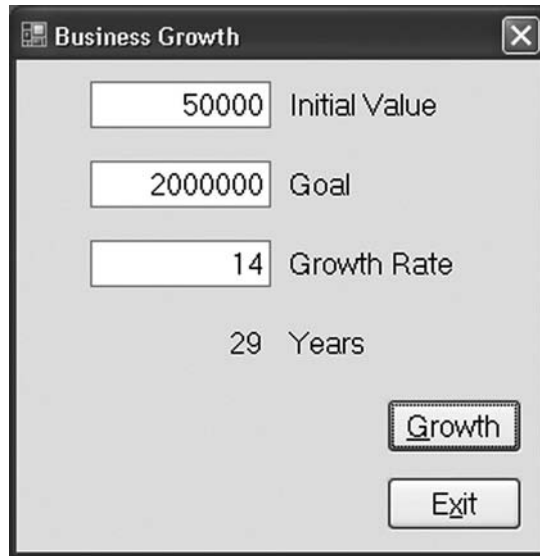 Business Growth
50000 Initial Value
2000000 Goal
14 Growth Rate
29 Years
Growth
Exit